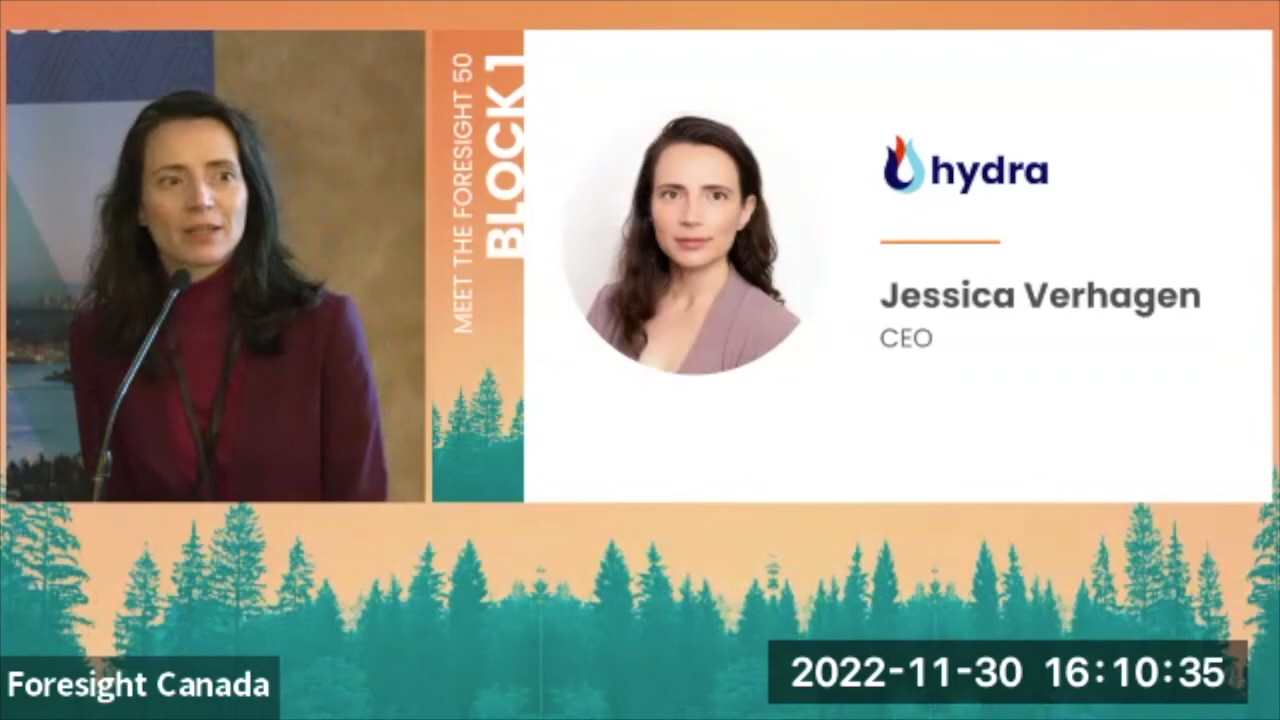 MEET THE FORESIGHT 50
BLOCK 1
hydra
Jessica Verhagen
CEO
Foresight Canada
2022-11-30 16:10:35